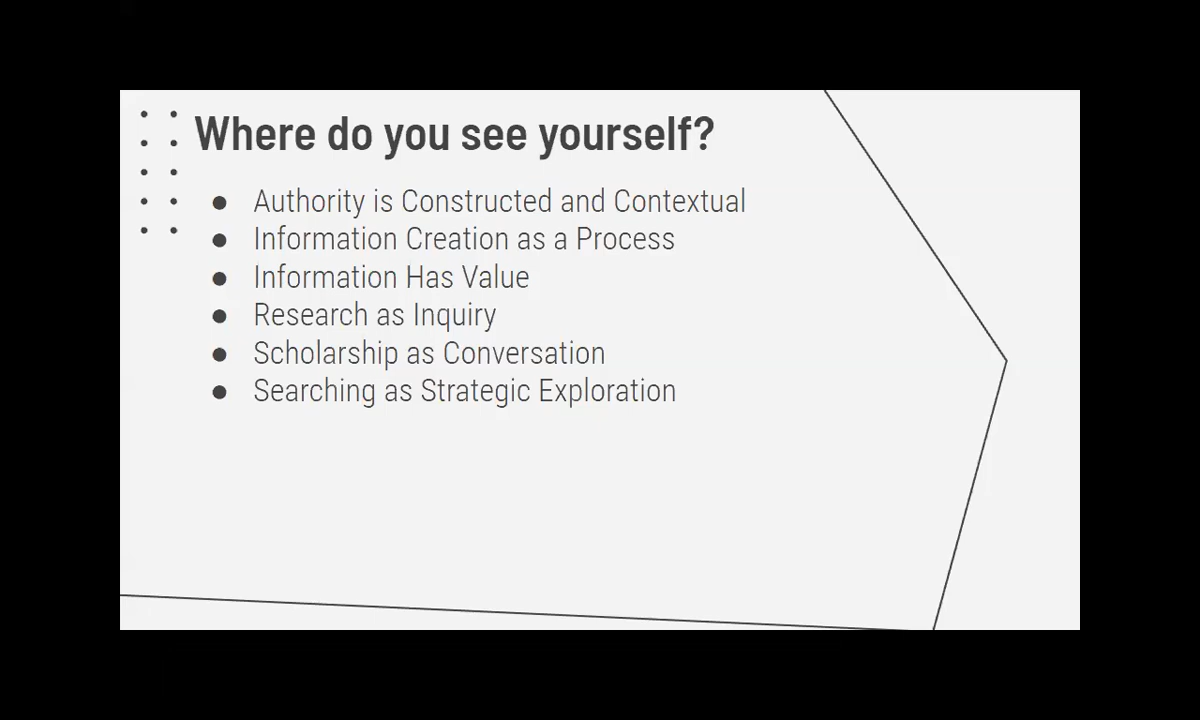 Where do you see yourself?
● Authority is Constructed and Contextual
● Information Creation as a Process
● Information Has Value
● Research as Inquiry
● Scholarship as Conversation
● Searching as Strategic Exploration